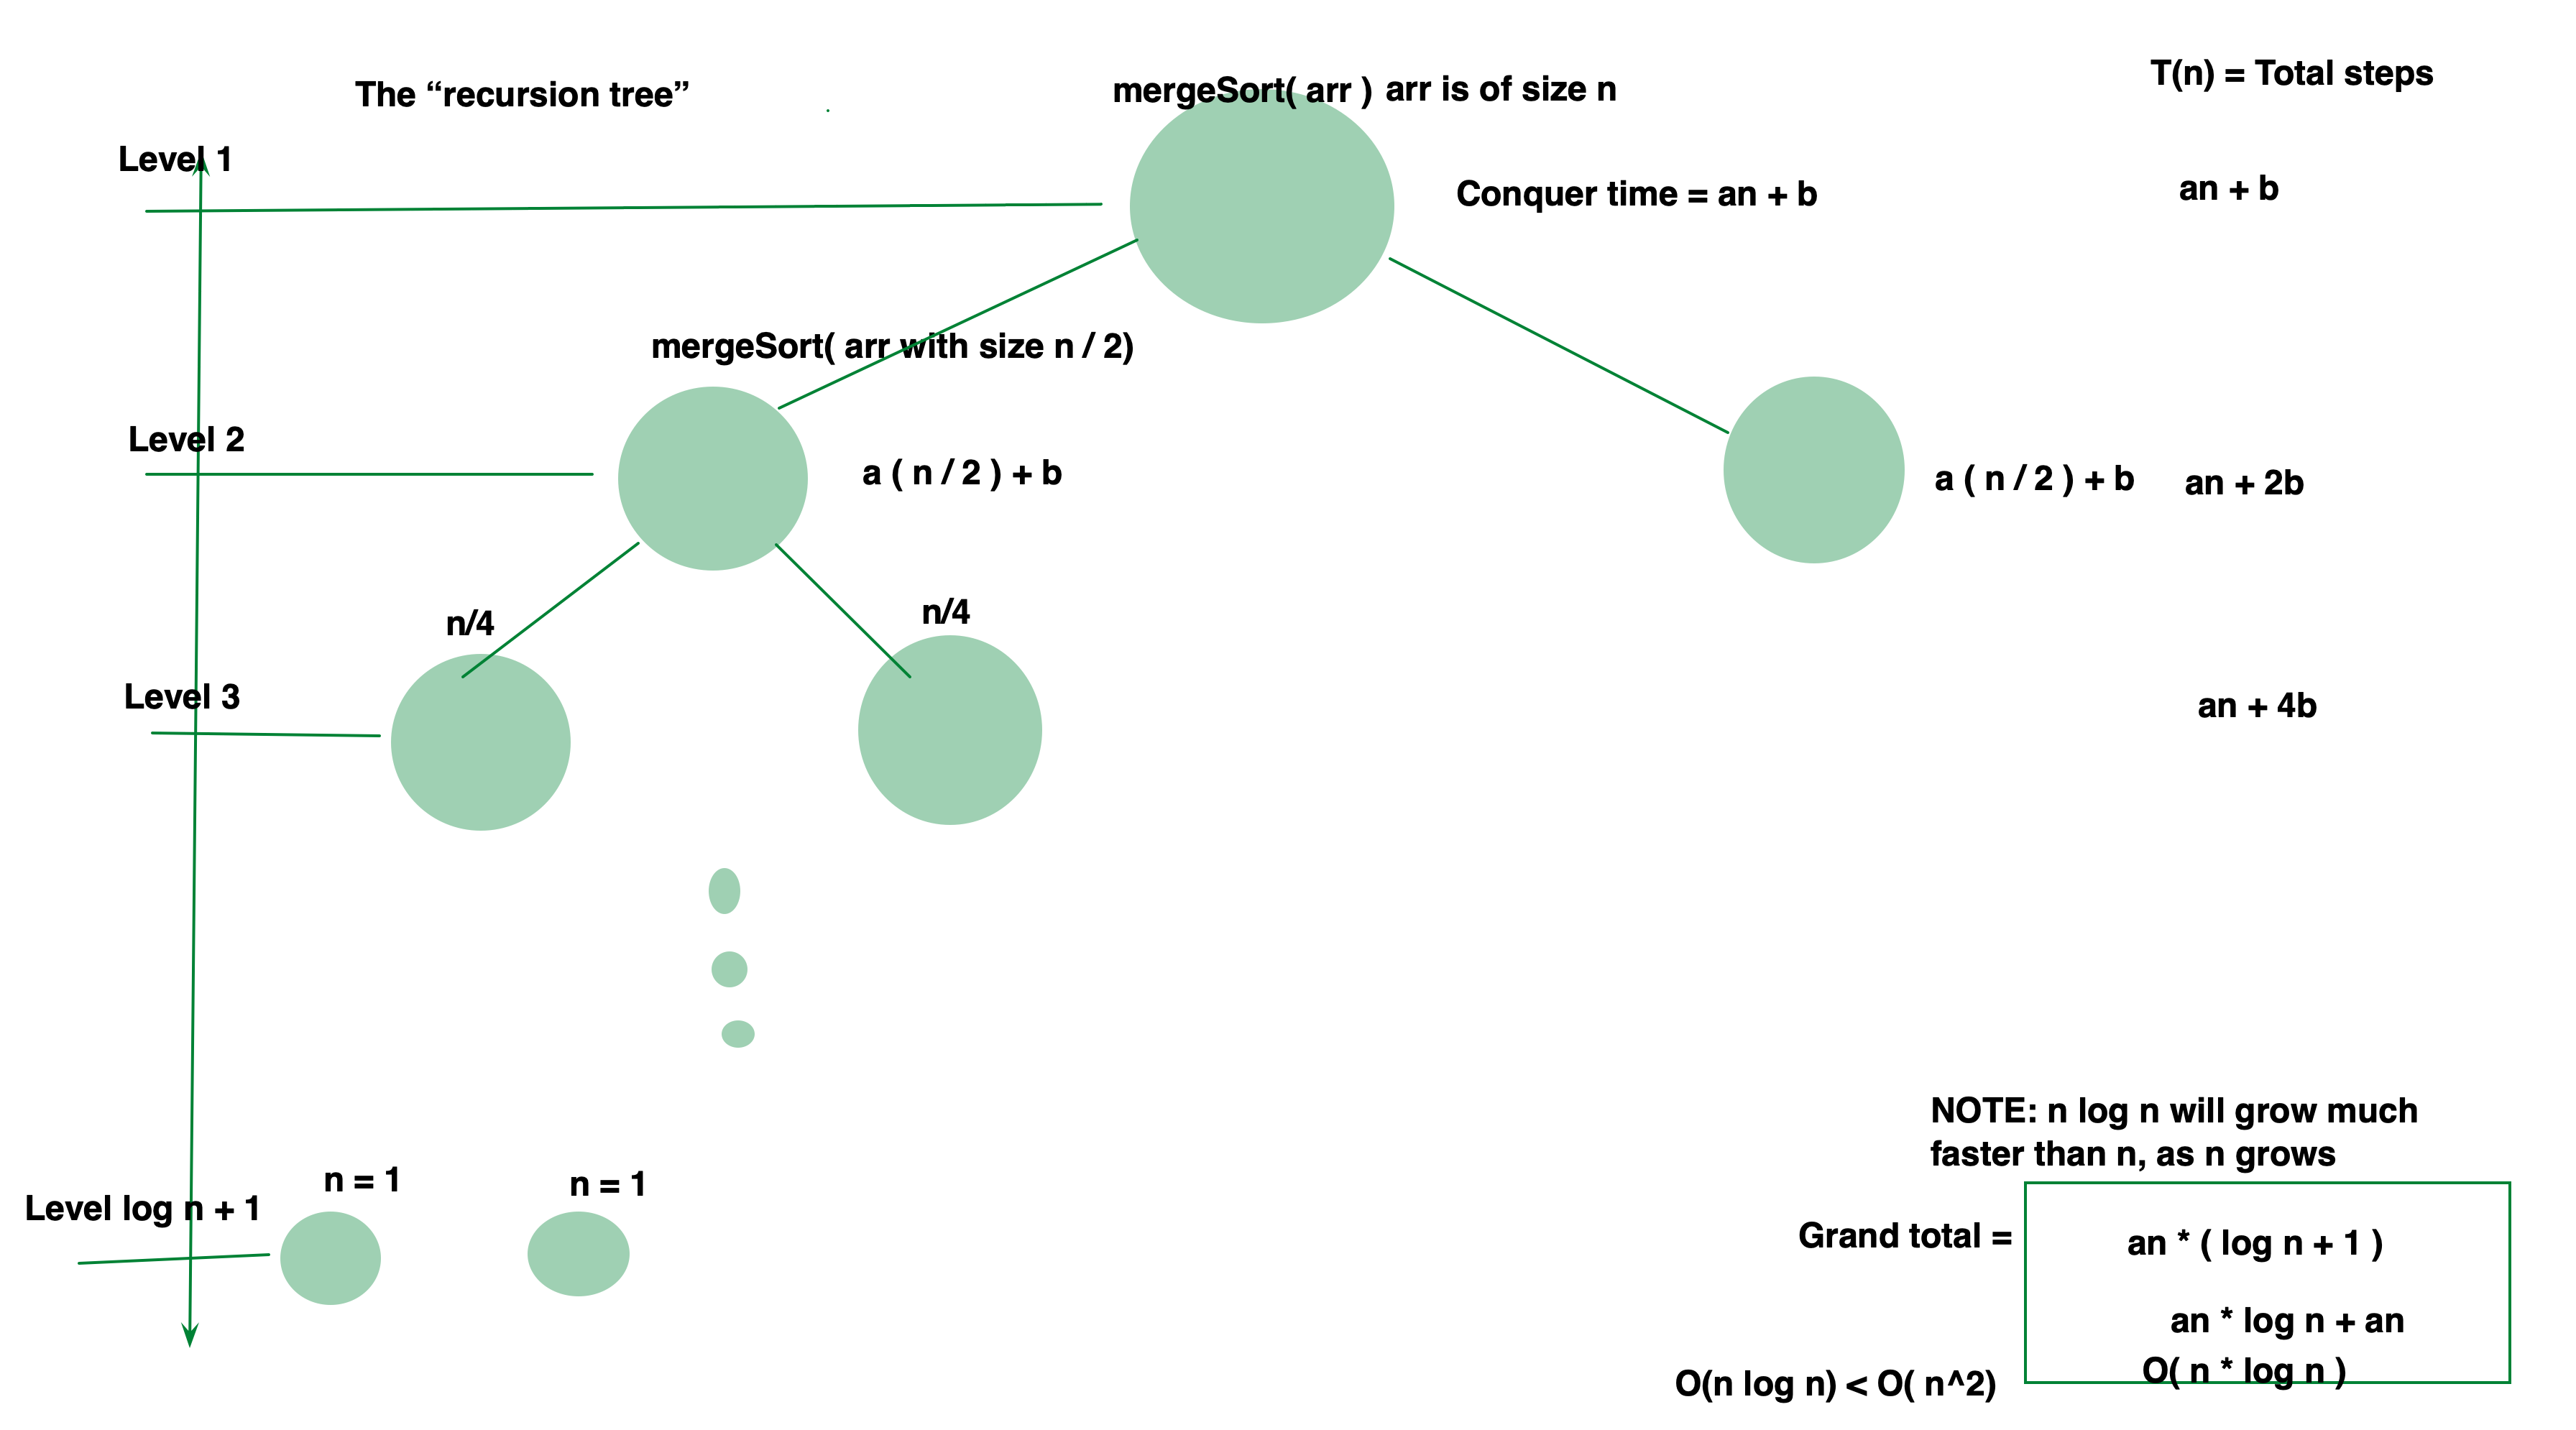 The “recursion tree”
mergeSort( arr ) arr is of size n
T(n) = Total steps
Level 1
Conquer time = an + b
an + b
mergeSort( arr with size n / 2)
Level 2
a ( n / 2 ) + b
a ( n / 2 ) + b
an + 2b
n/4
n/4
Level 3
an + 4b
NOTE: n log n will grow much
faster than n, as n grows
n = 1
n = 1
Level log n + 1
Grand total =
an * ( log n + 1 )
an * log n + an
O( n * log n )
O(n log n) < O( n^2)